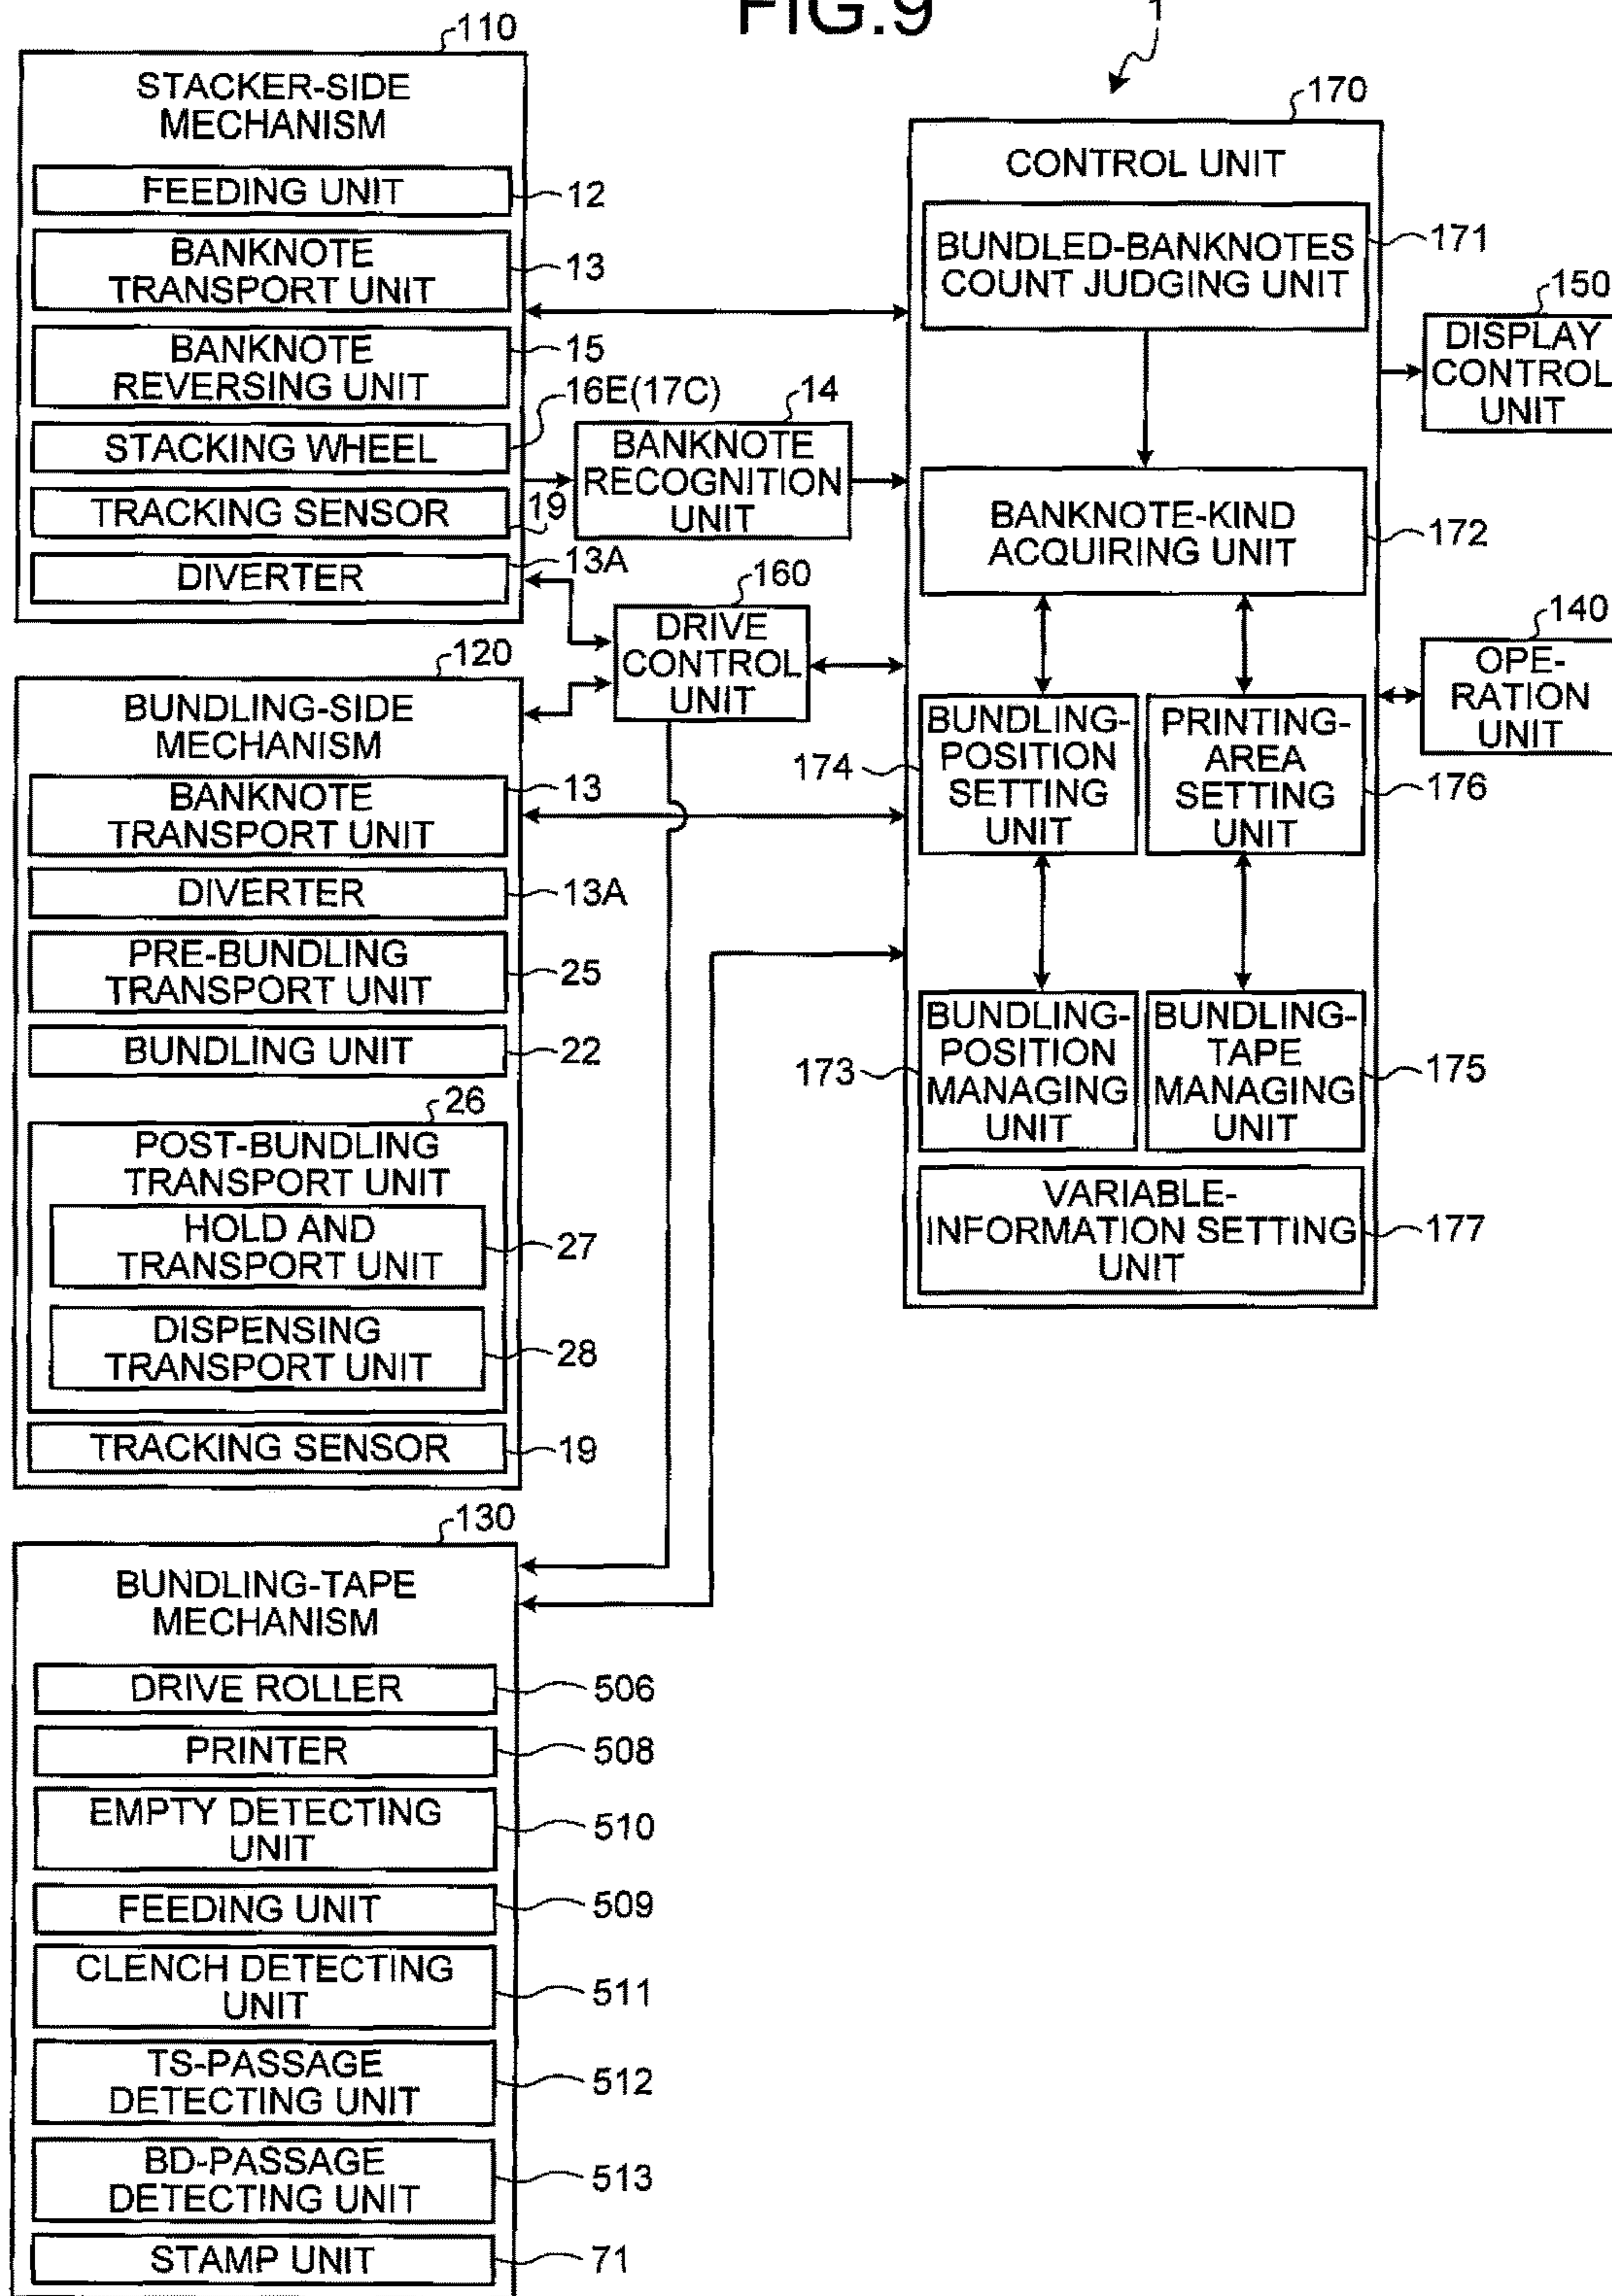 FIG.9
1
110
STACKER-SIDE
MECHANISM
FEEDING UNIT
12
BANKNOTE
TRANSPORT UNIT
13
BANKNOTE
REVERSING UNIT
15
16E(17C)
STACKING WHEEL
TRACKING SENSOR
19
13A
DIVERTER
14
BANKNOTE
RECOGNITION
UNIT
160
DRIVE
CONTROL
UNIT
120
BUNDLING-SIDE
MECHANISM
BANKNOTE
TRANSPORT UNIT
13
DIVERTER
13A
PRE-BUNDLING
TRANSPORT UNIT
25
BUNDLING UNIT
22
26
POST-BUNDLING
TRANSPORT UNIT
HOLD AND
TRANSPORT UNIT
27
DISPENSING
TRANSPORT UNIT
28
TRACKING SENSOR
19
130
BUNDLING-TAPE
MECHANISM
DRIVE ROLLER
506
PRINTER
508
EMPTY DETECTING
UNIT
510
FEEDING UNIT
509
CLENCH DETECTING
UNIT
511
TS-PASSAGE
DETECTING UNIT
512
BD-PASSAGE
DETECTING UNIT
513
STAMP UNIT
71
170
CONTROL UNIT
BUNDLED-BANKNOTES
COUNT JUDGING UNIT
171
BANKNOTE-KIND
ACQUIRING UNIT
172
BUNDLING-
POSITION
SETTING
UNIT
174
PRINTING-
AREA
SETTING
UNIT
176
BUNDLING-
POSITION
MANAGING
UNIT
173
BUNDLING-
TAPE
MANAGING
UNIT
175
VARIABLE-
INFORMATION SETTING
UNIT
177
150
DISPLAY
CONTROL
UNIT
140
OPE-
RATION
UNIT